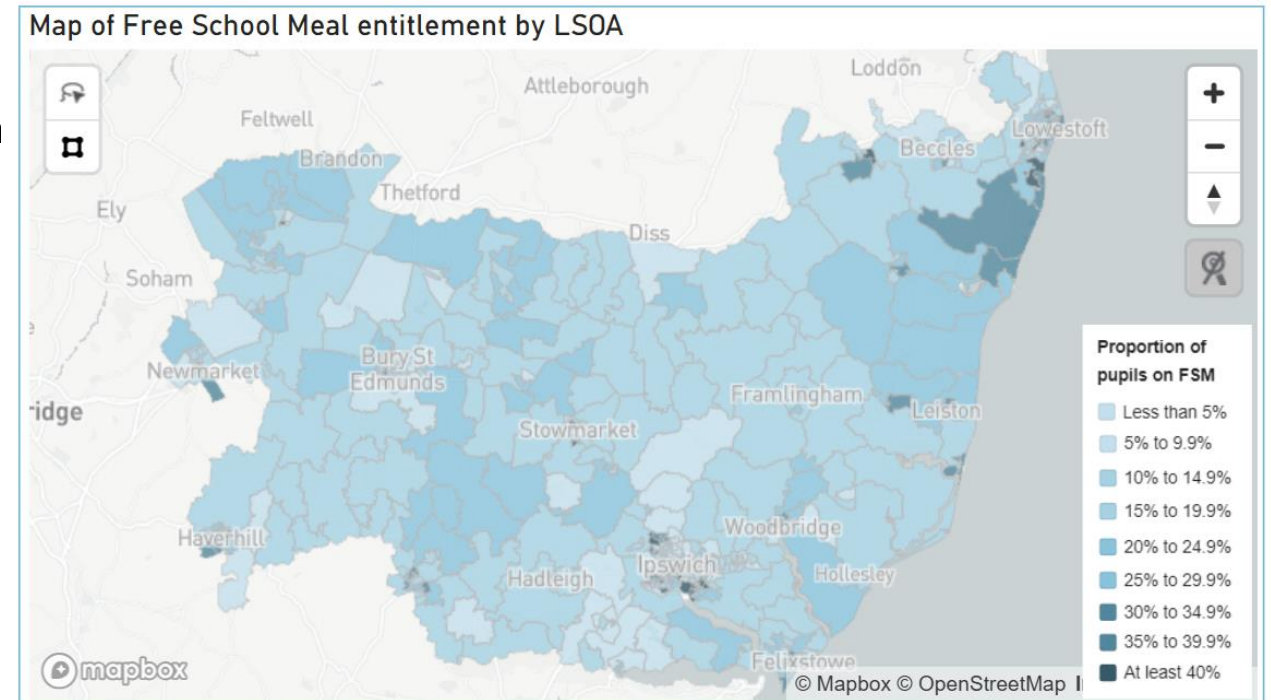 Map of Free School Meal entitlement by LSOA
Loddon
Attleborough
Feltwell
Lowestoft
Beccles
Brandon
Thetford
Ely
Diss
Soham
Newmarket
Bury St
Edmunds
ridge
Framlingham
Leiston
Stowmarket
Woodbridge
Haverhill
Ipswich
Hadleigh
Hollesley
Felixstowe
Proportion of
pupils on FSM
Less than 5%
5% to 9.9%
10% to 14.9%
15% to 19.9%
20% to 24.9%
25% to 29.9%
30% to 34.9%
35% to 39.9%
At least 40%
mapbox
© Mapbox © OpenStreetMap